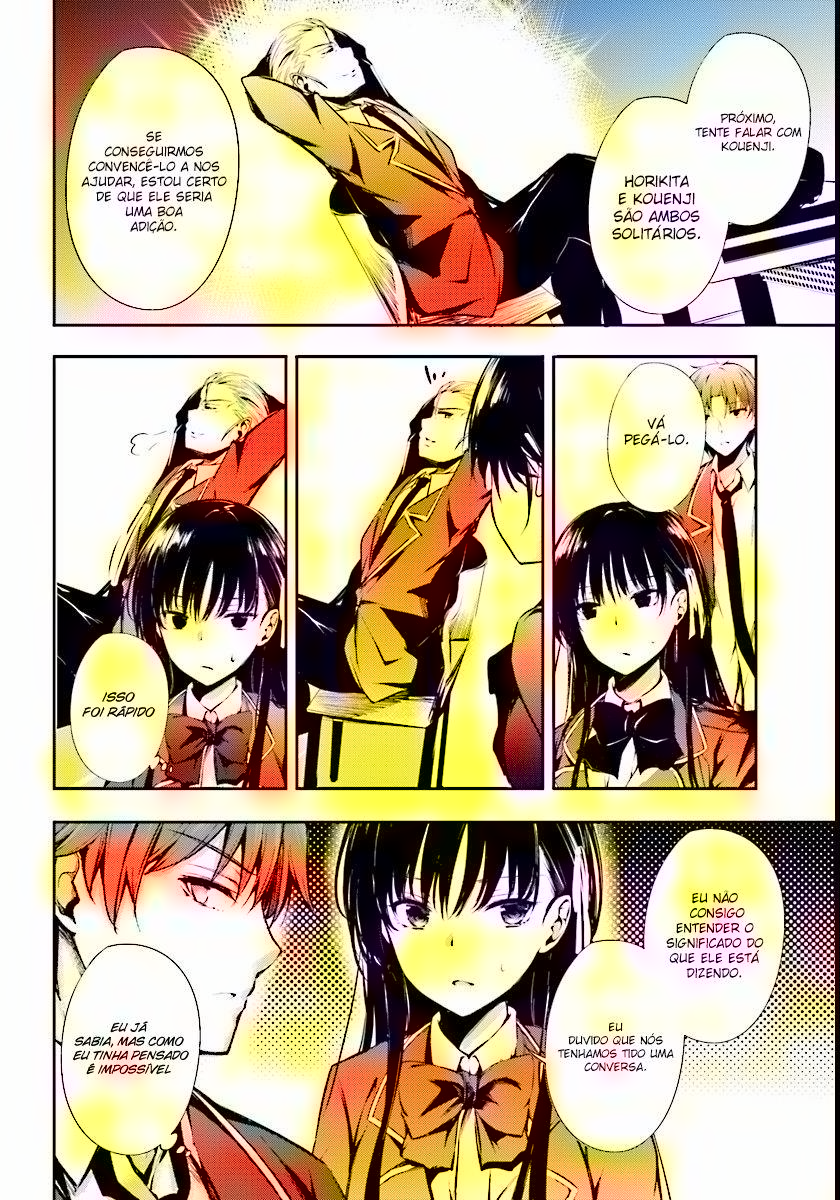 PRÓXIMO,
TENTE FALAR COM
KOUENJI.
HORIKITA
E KOUENJI
SÃO AMBOS
SOLITÁRIOS.
SE
CONSEGUIRMOS
CONVENCÊ-LO A NOS
AJUDAR, ESTOU CERTO
DE QUE ELE SERIA
UMA BOA
ADIÇÃO.
VÁ
PEGÁ-LO.
ISSO
FOI RÁPIDO
EU NÃO
CONSIGO
ENTENDER O
SIGNIFICADO DO
QUE ELE ESTÁ
DIZENDO.
EU
DUVIDO QUE NÓS
TENHAMOS TIDO UMA
CONVERSA.
EU JÁ
SABIA, MAS COMO
EU TINHA PENSADO
É IMPOSSÍVEL